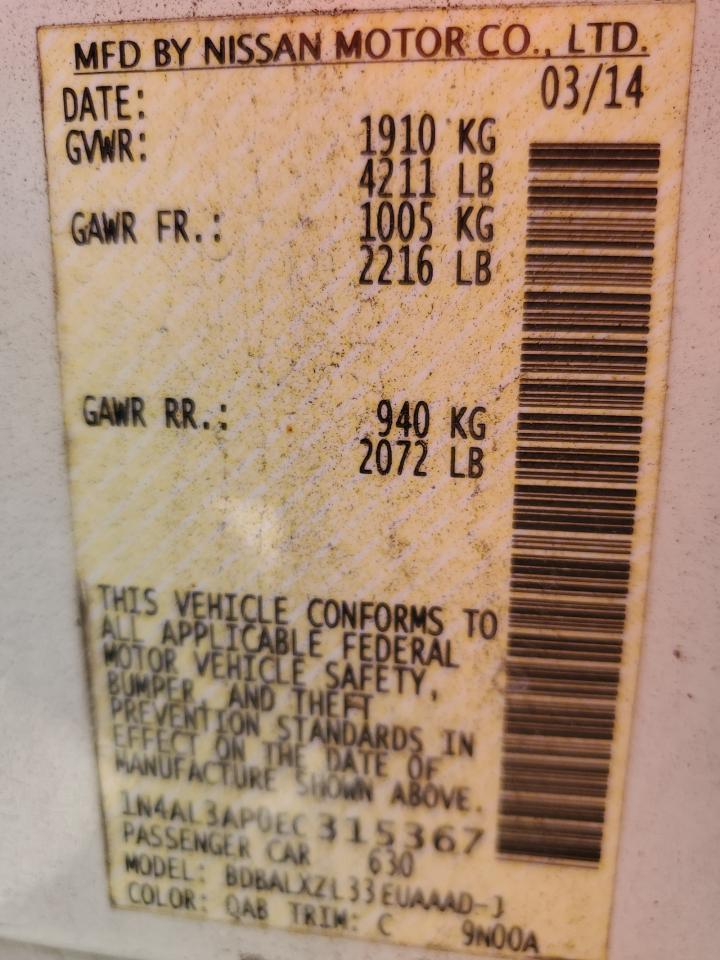 MFD BY NISSAN MOTOR CO., LTD.
DATE: 03/14
GVWR: 1910 KG
4211 LB
GAWR FR.: 1005 KG
2216 LB
GAWR RR.: 940 KG
2072 LB
THIS VEHICLE CONFORMS TO
ALL APPLICABLE FEDERAL
MOTOR VEHICLE SAFETY,
BUMPER, AND THEFT
PREVENTION STANDARDS IN
EFFECT ON THE DATE OF
MANUFACTURE SHOWN ABOVE.
1N4AL3AP0EC315367
PASSENGER CAR 630
MODEL: BDBALXZL33EUAAAD-J
COLOR: QAB TRIM: C 9N00A